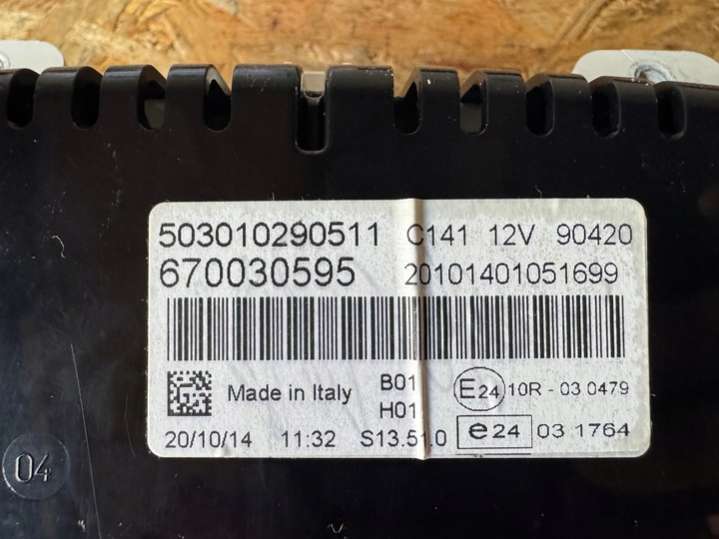 503010290511 C141 12V 90420
670030595 20101401051699
Made in Italy B01 E24 10R - 03 0479
H01
20/10/14 11:32 S13.51.0 e24 03 1764
04